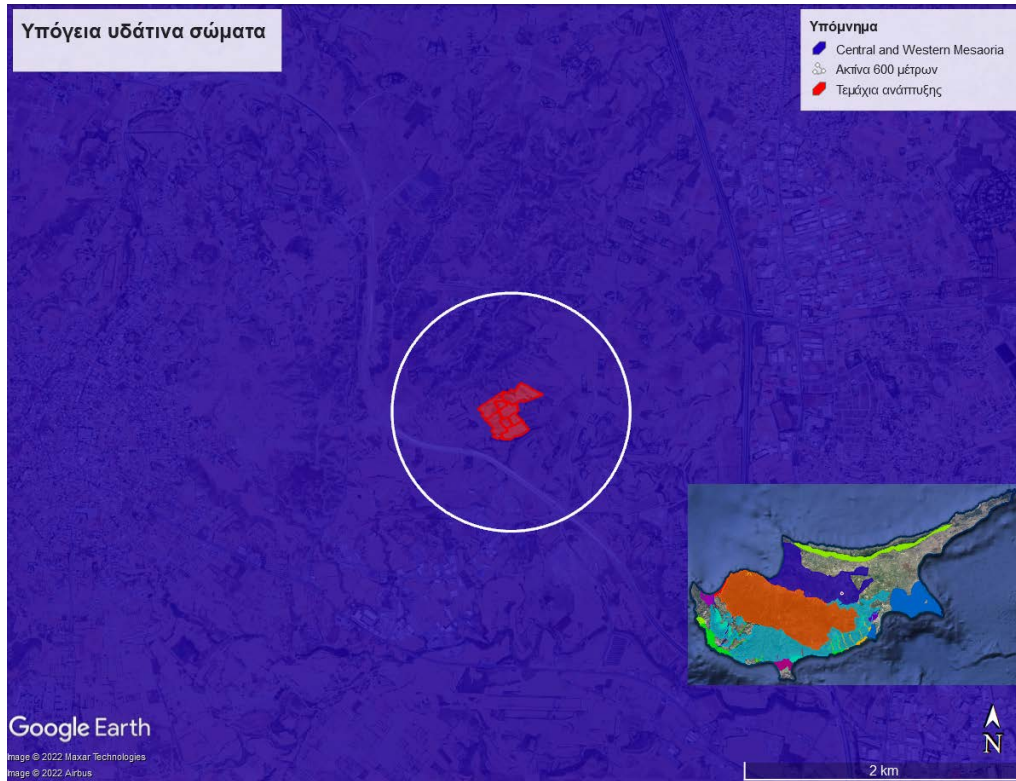 Υπόγεια υδάτινα σώματα
Υπόμνημα
Central and Western Mesaoria
Ακτίνα 600 μέτρων
Τεμάχια ανάπτυξης
Google Earth
Image © 2022 Maxar Technologies
Image © 2022 Airbus
N
2 km